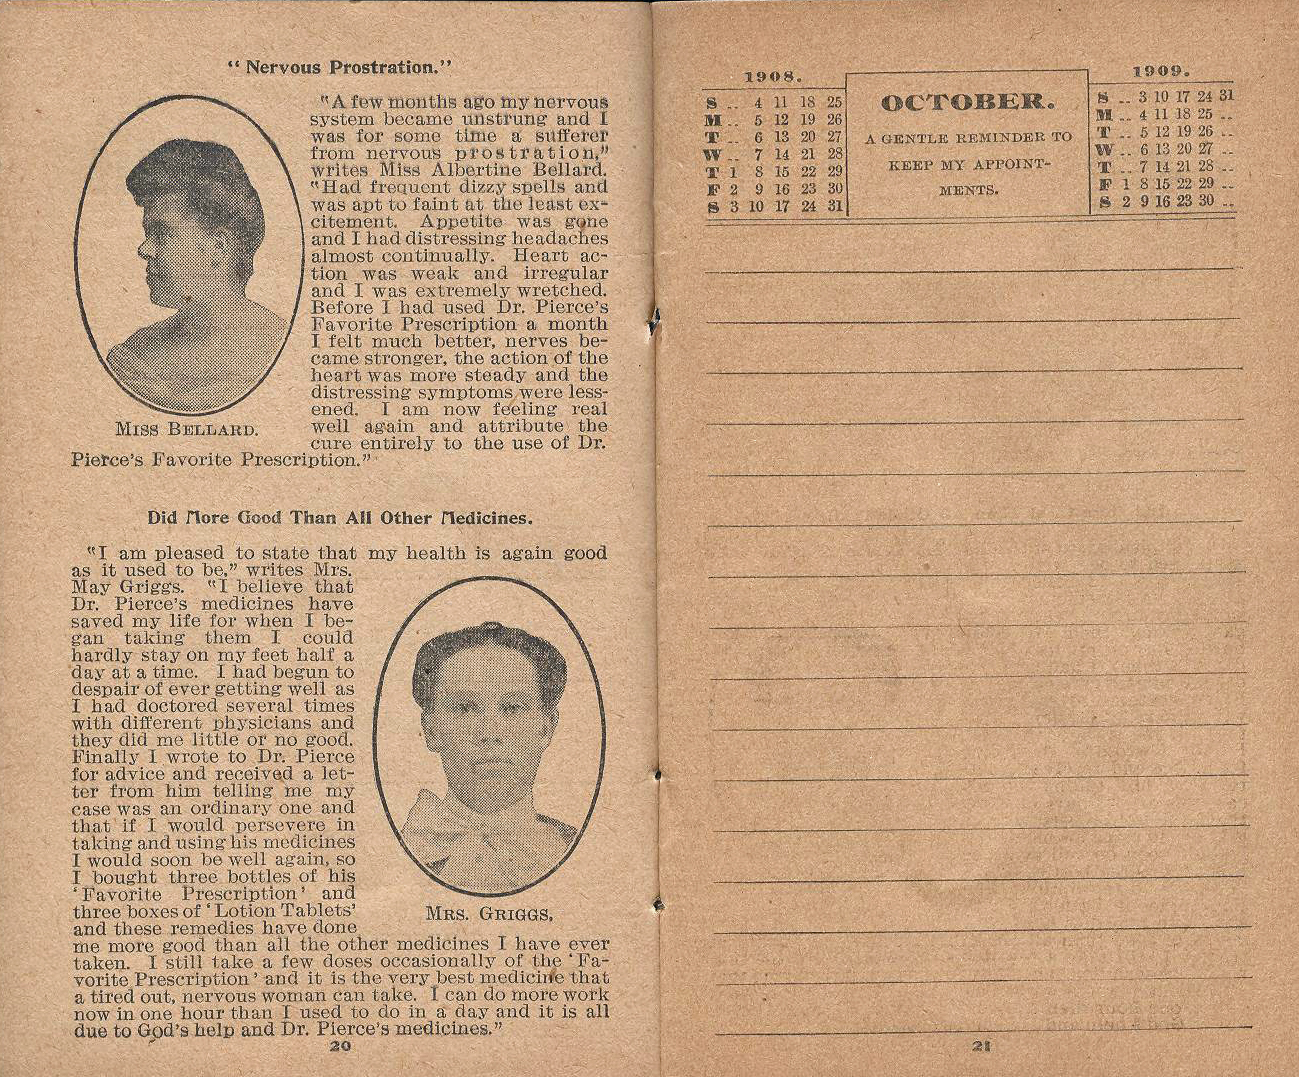 “ Nervous Prostration.”
“A few months ago my nervous
system became unstrung and I
was for some time a sufferer
from nervous prostration,”
writes Miss Albertine Bellard.
“Had frequent dizzy spells and
was apt to faint at the least ex-
citement. Appetite was gone
and I had distressing headaches
almost continually. Heart ac-
tion was weak and irregular
and I was extremely wretched.
Before I had used Dr. Pierce’s
Favorite Prescription a month
I felt much better, nerves be-
came stronger, the action of the
heart was more steady and the
distressing symptoms were less-
ened. I am now feeling real
well again and attribute the
cure entirely to the use of Dr.
Pierce’s Favorite Prescription.”
MISS BELLARD.
Did More Good Than All Other Medicines.
“I am pleased to state that my health is again good
as it used to be,” writes Mrs.
May Griggs. “I believe that
Dr. Pierce’s medicines have
saved my life for when I be-
gan taking them I could
hardly stay on my feet half a
day at a time. I had begun to
despair of ever getting well as
I had doctored several times
with different physicians and
they did me little or no good.
Finally I wrote to Dr. Pierce
for advice and received a let-
ter from him telling me my
case was an ordinary one and
that if I would persevere in
taking and using his medicines
I would soon be well again, so
I bought three bottles of his
‘Favorite Prescription’ and
three boxes of ‘Lotion Tablets’
and these remedies have done
me more good than all the other medicines I have ever
taken. I still take a few doses occasionally of the ‘Fa-
vorite Prescription’ and it is the very best medicine that
a tired out, nervous woman can take. I can do more work
now in one hour than I used to do in a day and it is all
due to God’s help and Dr. Pierce’s medicines.”
MRS. GRIGGS,
20
1908.
S .. 4 11 18 25
M .. 5 12 19 26
T .. 6 13 20 27
W .. 7 14 21 28
T 1 8 15 22 29
F 2 9 16 23 30
S 3 10 17 24 31
OCTOBER.
A GENTLE REMINDER TO
KEEP MY APPOINT-
MENTS.
1909.
S .. 3 10 17 24 31
M .. 4 11 18 25 ..
T .. 5 12 19 26 ..
W .. 6 13 20 27 ..
T .. 7 14 21 28 ..
F 1 8 15 22 29 ..
S 2 9 16 23 30 ..
21